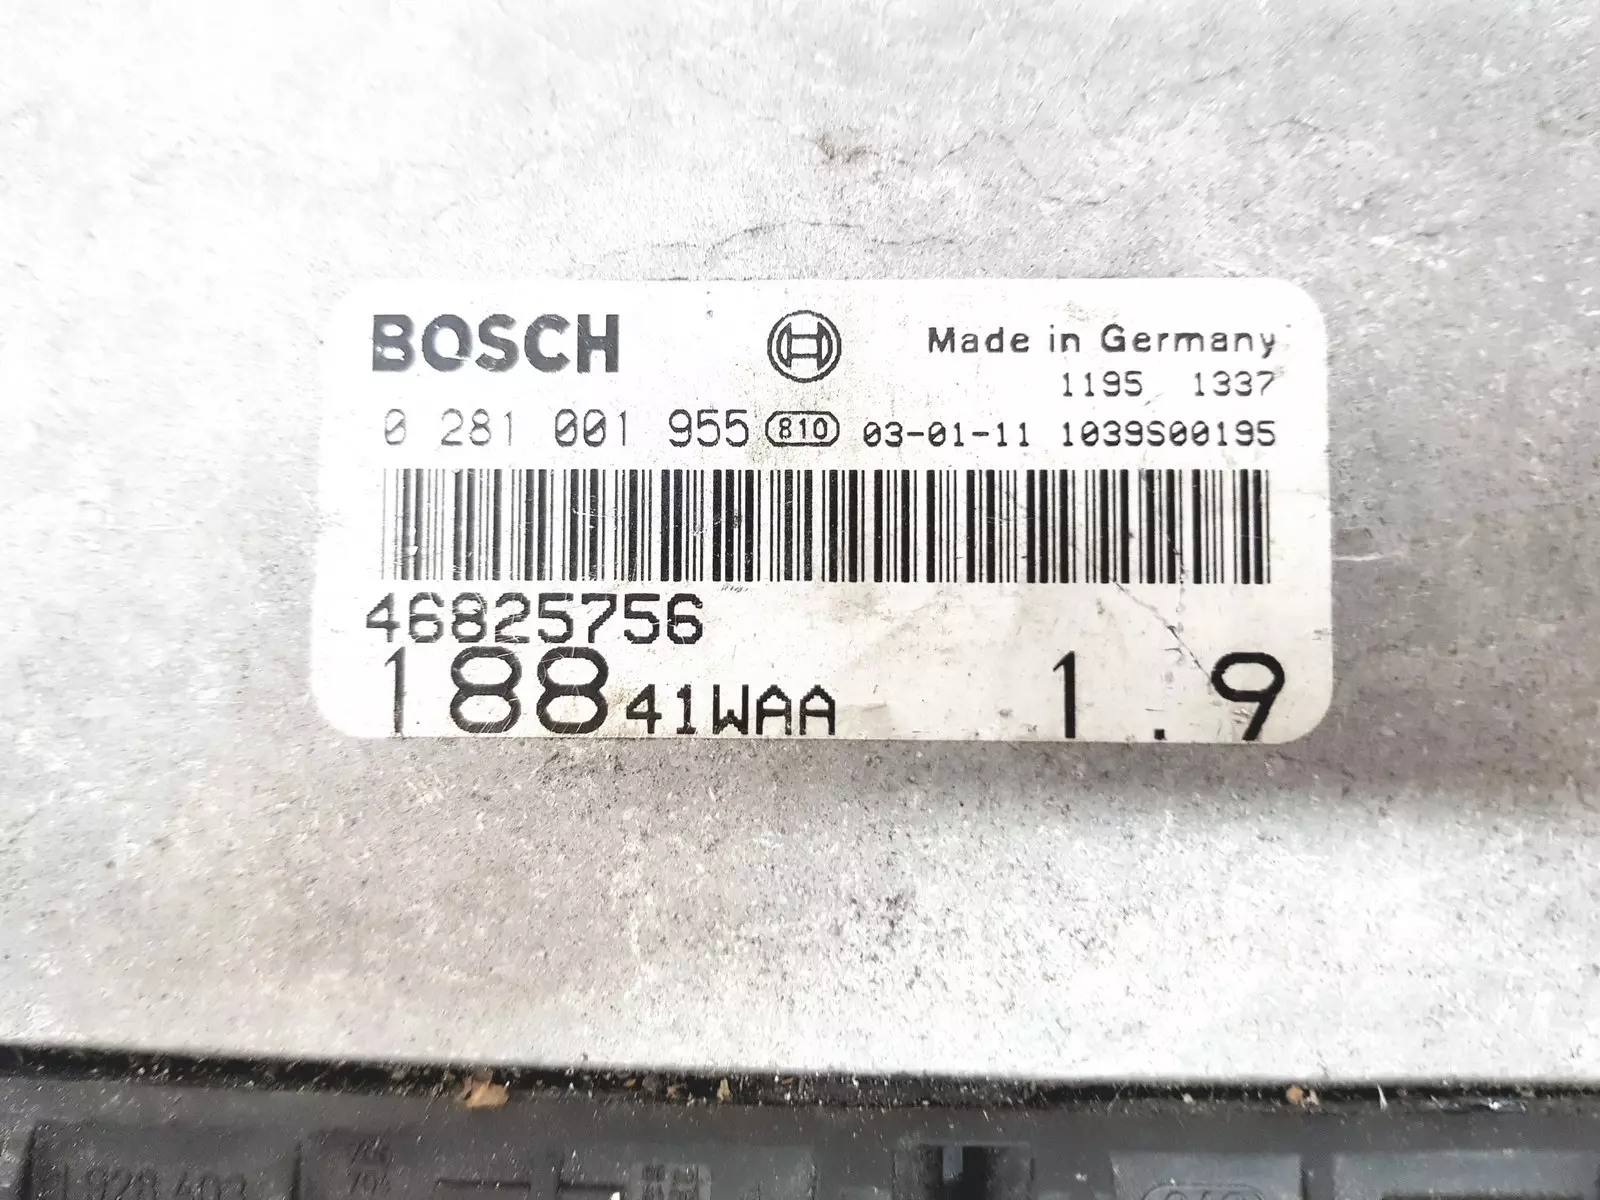 BOSCH Made in Germany
1195 1337
0 281 001 955 810 03-01-11 1039S00195
46825756
188 41WAA 1.9